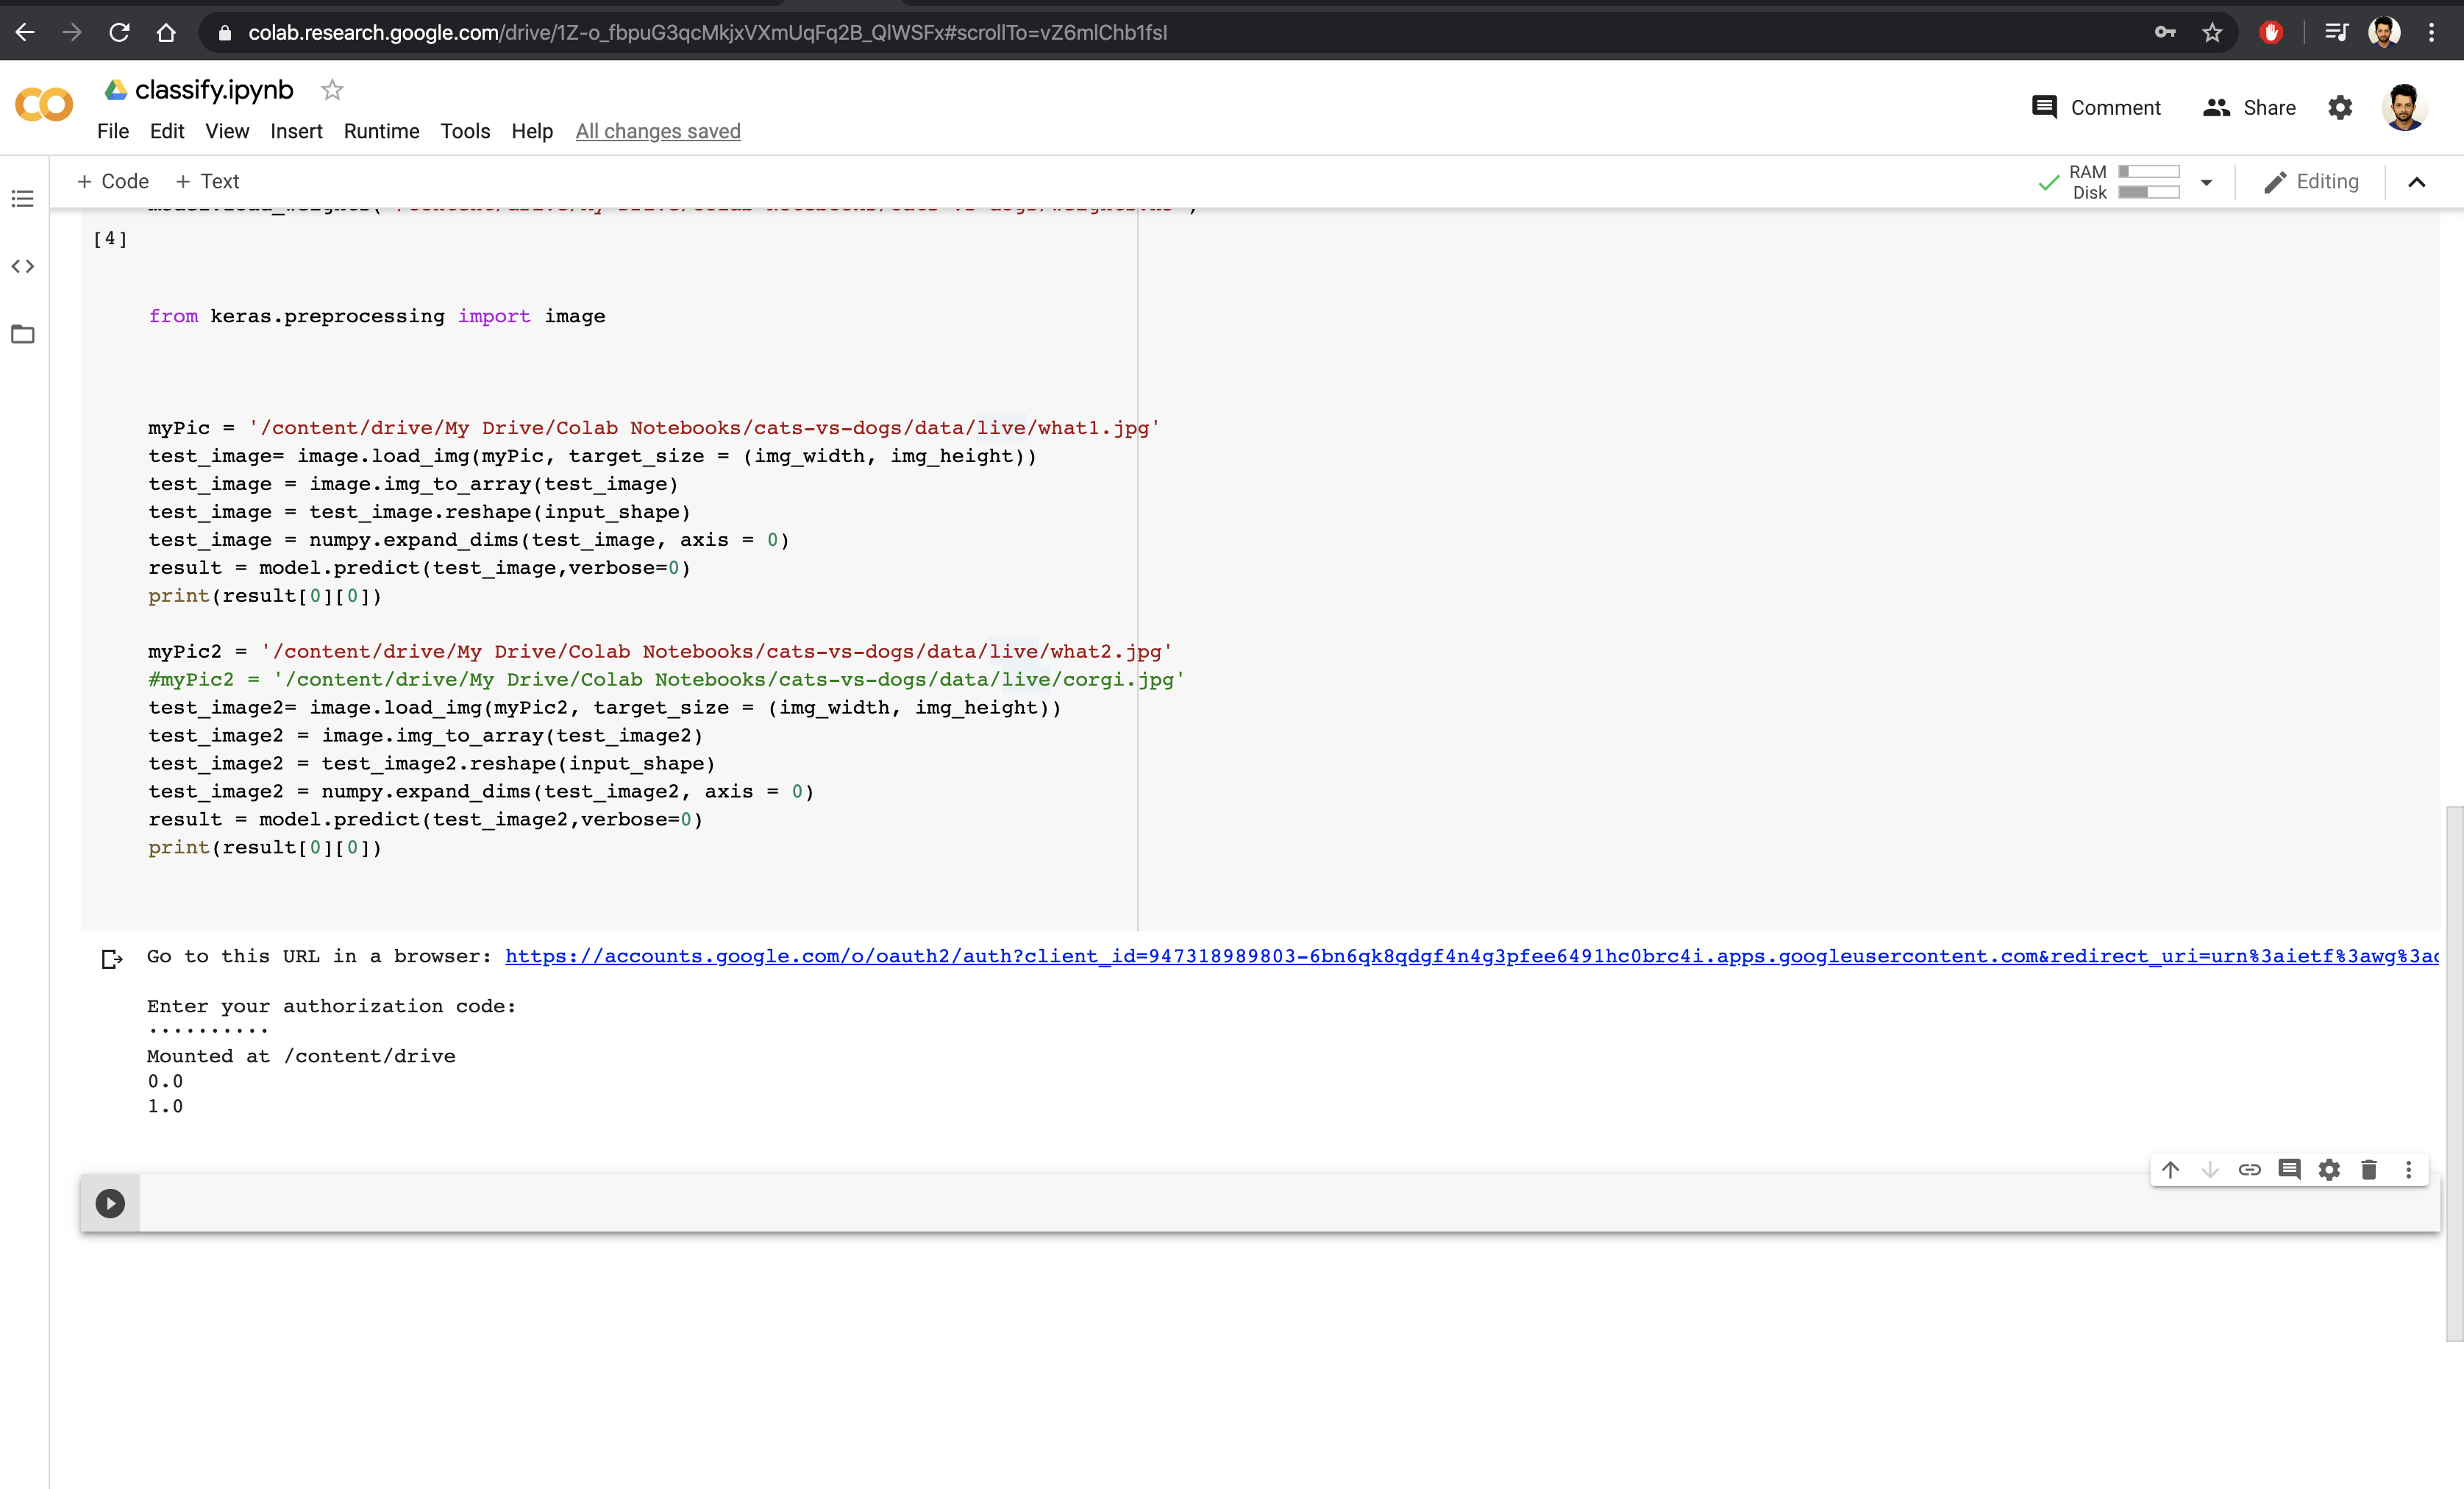 colab.research.google.com/drive/1Z-o_fbpuG3qcMkjxVXmUqFq2B_QlWSFx#scrollTo=vZ6mlChb1fsI
classify.ipynb
File Edit View Insert Runtime Tools Help All changes saved
Comment Share
+ Code + Text
RAM
Disk
Editing
[4]
from keras.preprocessing import image
myPic = '/content/drive/My Drive/Colab Notebooks/cats-vs-dogs/data/live/what1.jpg'
test_image= image.load_img(myPic, target_size = (img_width, img_height))
test_image = image.img_to_array(test_image)
test_image = test_image.reshape(input_shape)
test_image = numpy.expand_dims(test_image, axis = 0)
result = model.predict(test_image,verbose=0)
print(result[0][0])
myPic2 = '/content/drive/My Drive/Colab Notebooks/cats-vs-dogs/data/live/what2.jpg'
#myPic2 = '/content/drive/My Drive/Colab Notebooks/cats-vs-dogs/data/live/corgi.jpg'
test_image2= image.load_img(myPic2, target_size = (img_width, img_height))
test_image2 = image.img_to_array(test_image2)
test_image2 = test_image2.reshape(input_shape)
test_image2 = numpy.expand_dims(test_image2, axis = 0)
result = model.predict(test_image2,verbose=0)
print(result[0][0])
Go to this URL in a browser: https://accounts.google.com/o/oauth2/auth?client_id=947318989803-6bn6qk8qdgf4n4g3pfee6491hc0brc4i.apps.googleusercontent.com&redirect_uri=urn%3aietf%3awg%3a
Enter your authorization code:
··········
Mounted at /content/drive
0.0
1.0